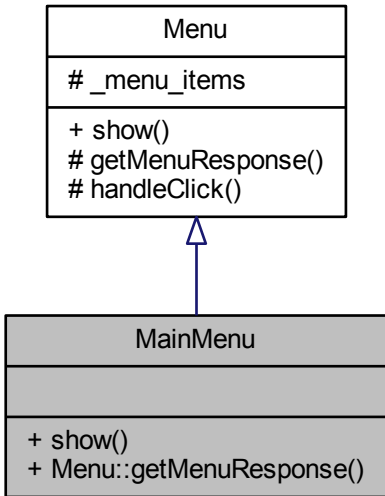 Menu
# _menu_items
+ show()
# getMenuResponse()
# handleClick()
MainMenu
+ show()
+ Menu::getMenuResponse()